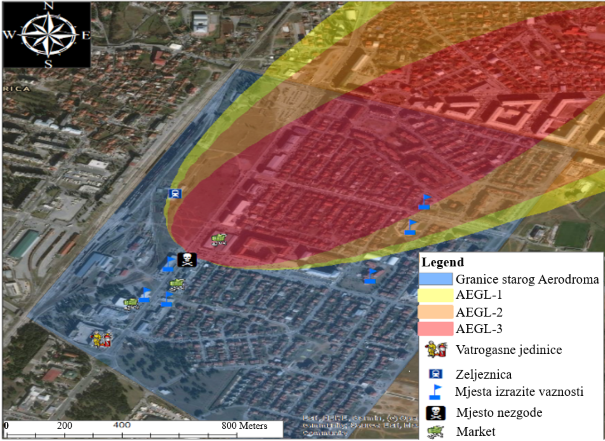 N
W E
S
RICA
Legend
Granice starog Aerodroma
AEGL-1
AEGL-2
AEGL-3
Vatrogasne jedinice
Zeljeznica
Mjesta izrazite vaznosti
Mjesto nezgode
Market
0 200 400 800 Meters